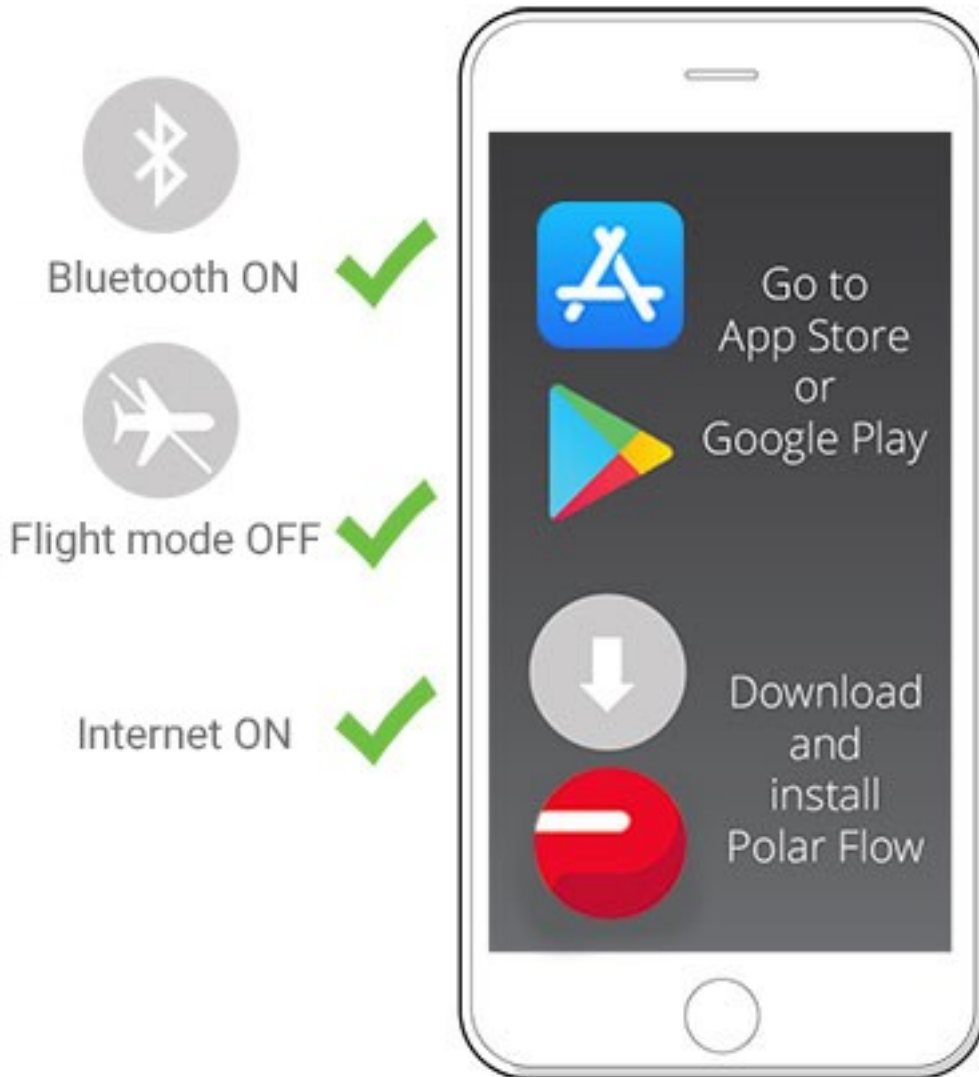 Bluetooth ON
Flight mode OFF
Internet ON
Go to
App Store
or
Google Play
Download
and
install
Polar Flow